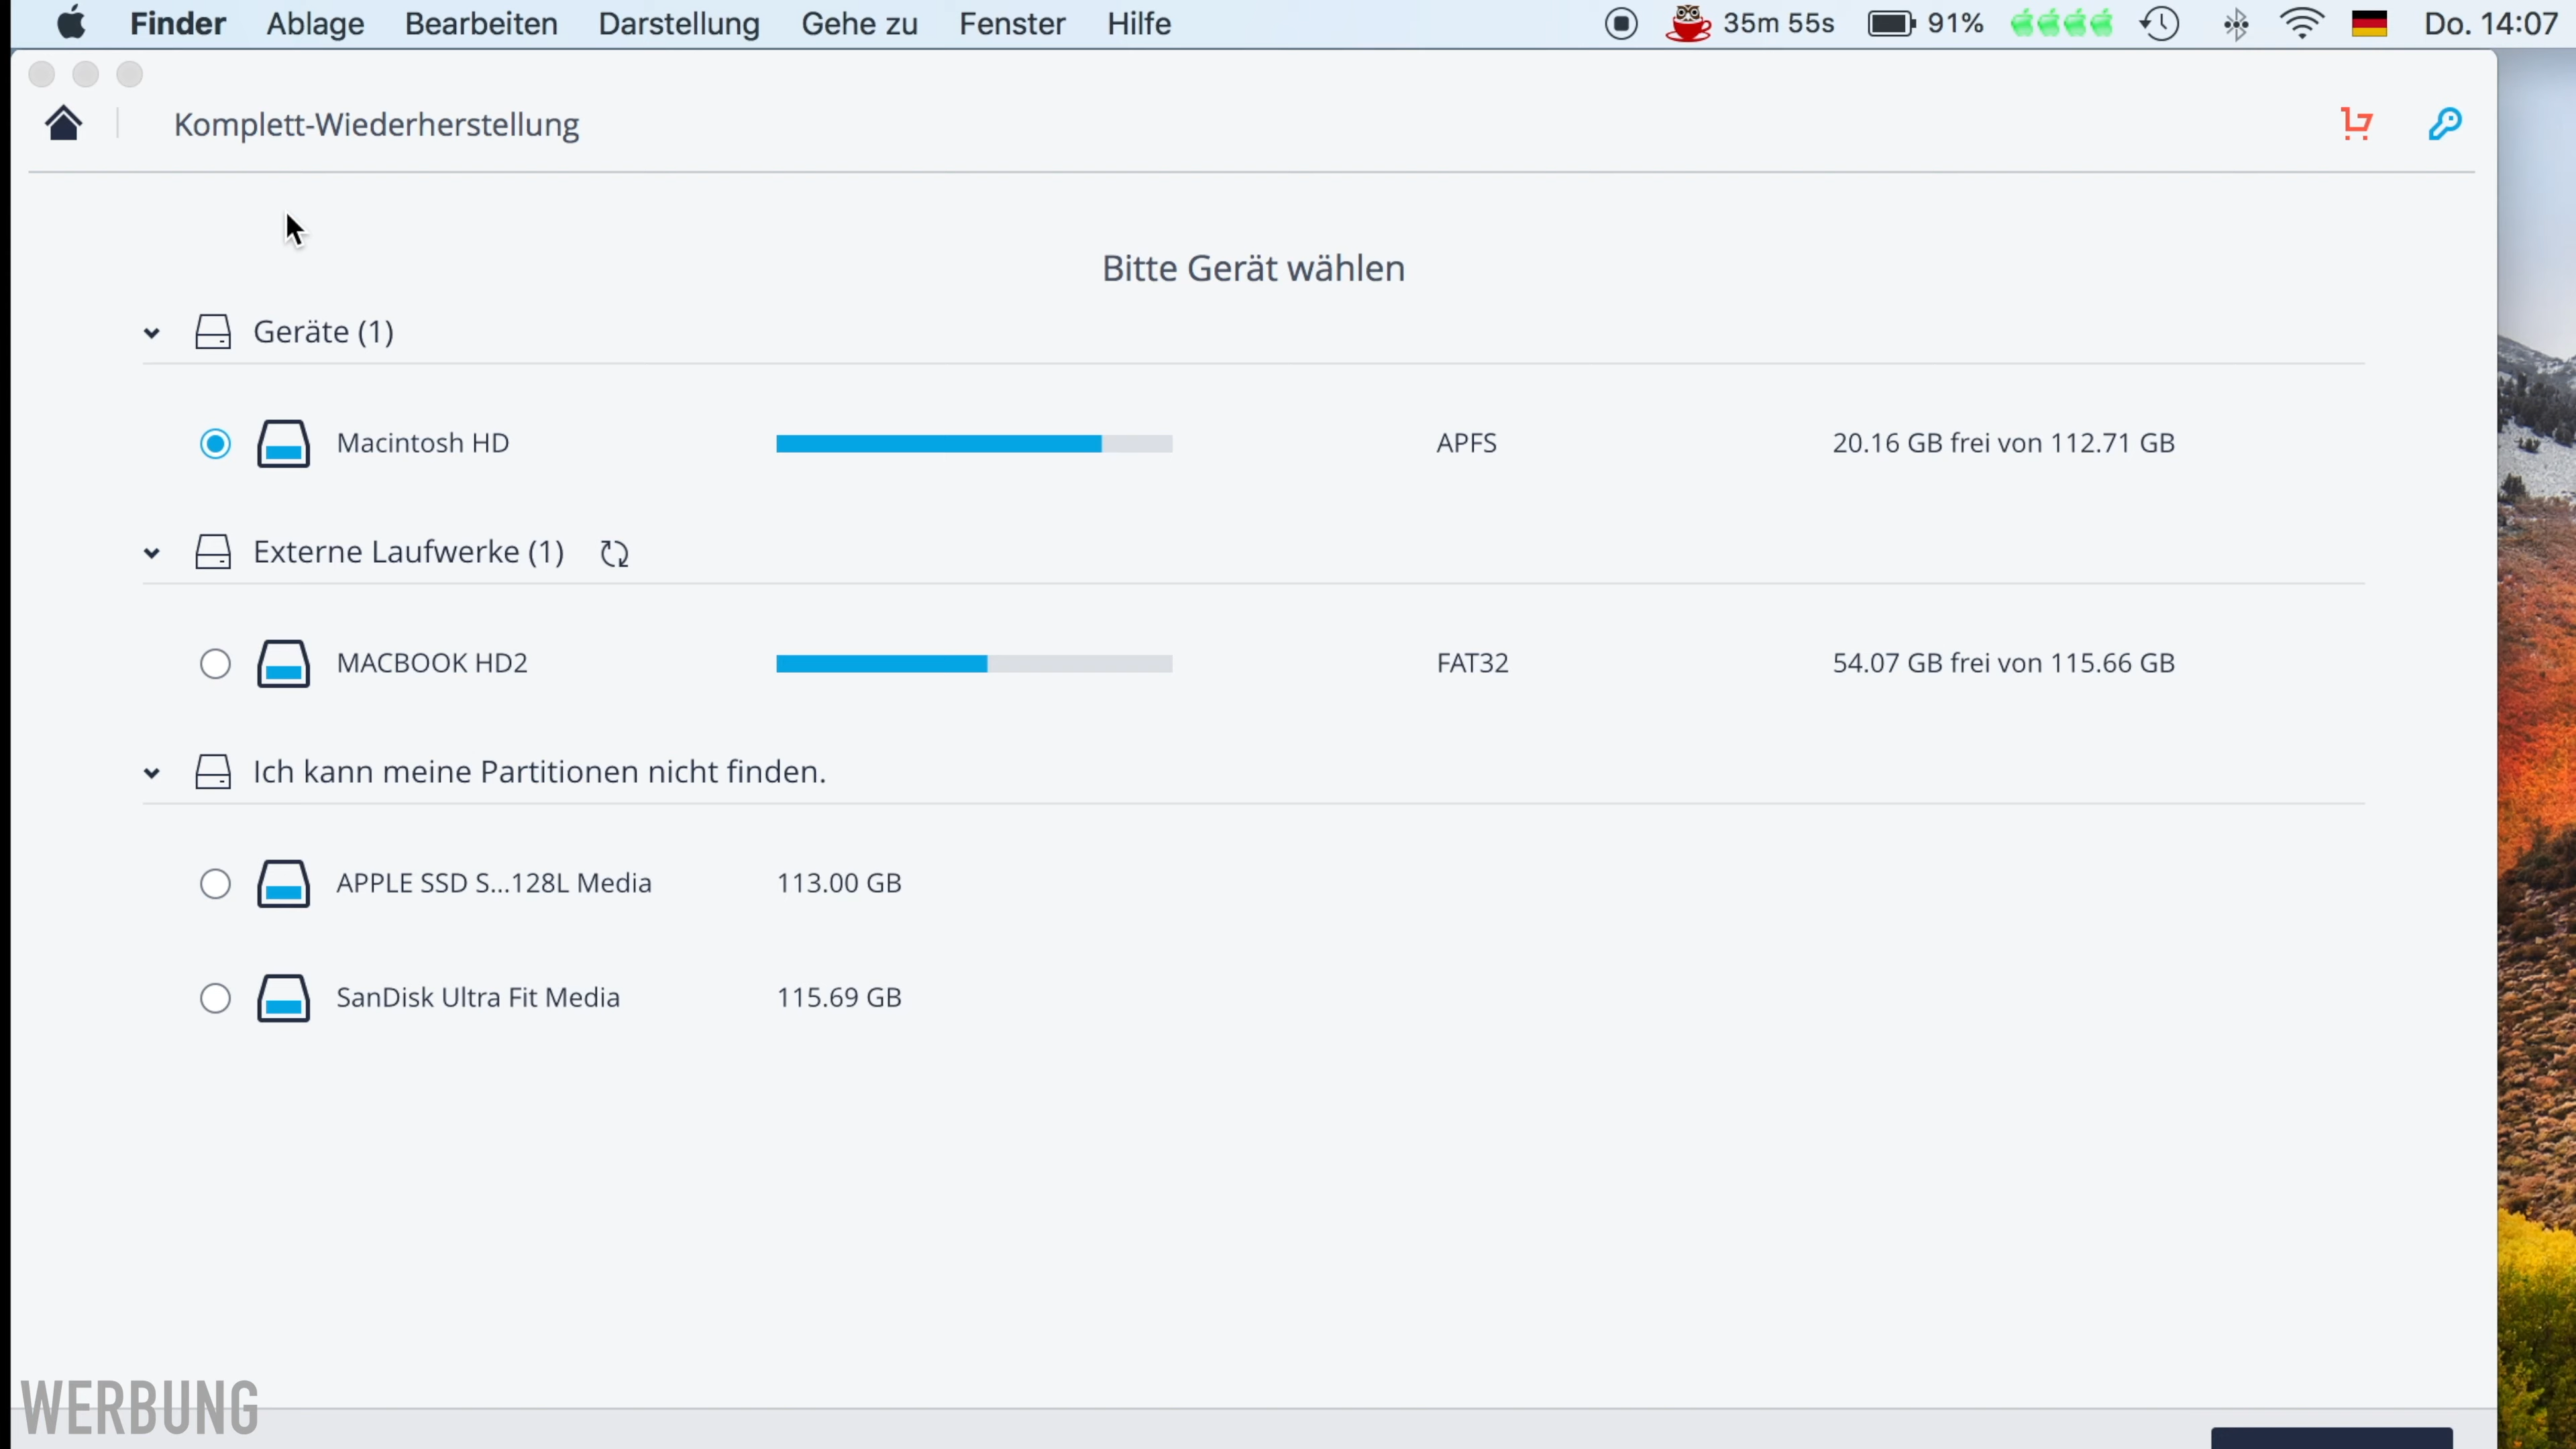 Finder Ablage Bearbeiten Darstellung Gehe zu Fenster Hilfe 35m 55s 91% Do. 14:07
Komplett-Wiederherstellung
Bitte Gerät wählen
Geräte (1)
Macintosh HD APFS 20.16 GB frei von 112.71 GB
Externe Laufwerke (1)
MACBOOK HD2 FAT32 54.07 GB frei von 115.66 GB
Ich kann meine Partitionen nicht finden.
APPLE SSD S...128L Media 113.00 GB
SanDisk Ultra Fit Media 115.69 GB
WERBUNG